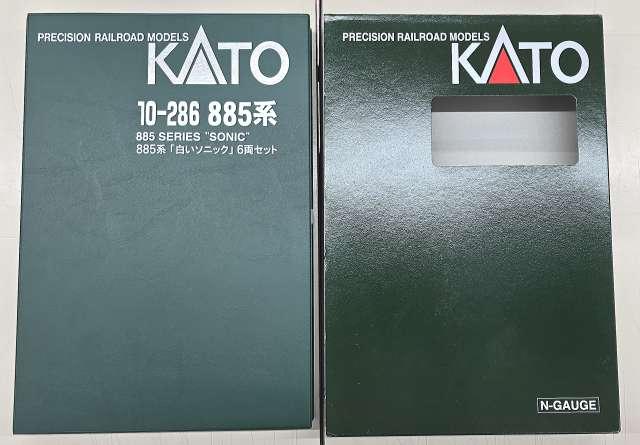 PRECISION RAILROAD MODELS
KATO
10-286 885系
885 SERIES "SONIC"
885系「白いソニック」6両セット
PRECISION RAILROAD MODELS
KATO
N-GAUGE